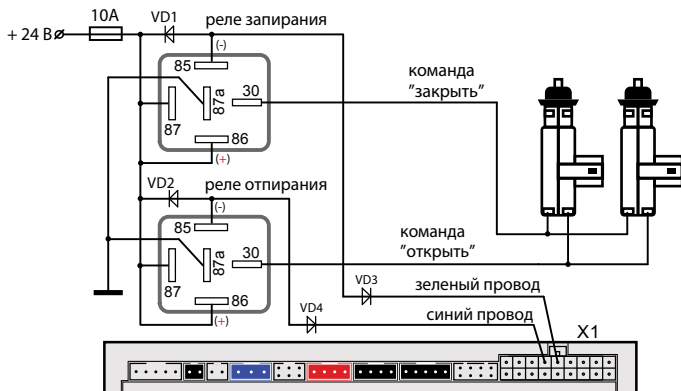 10А
+ 24 В
VD1
реле запирания
(-)
85
30
87
87а
86
(+)
команда
"закрыть"
VD2
реле отпирания
(-)
85
30
87
87а
86
(+)
команда
"открыть"
VD3
зеленый провод
VD4
синий провод
X1